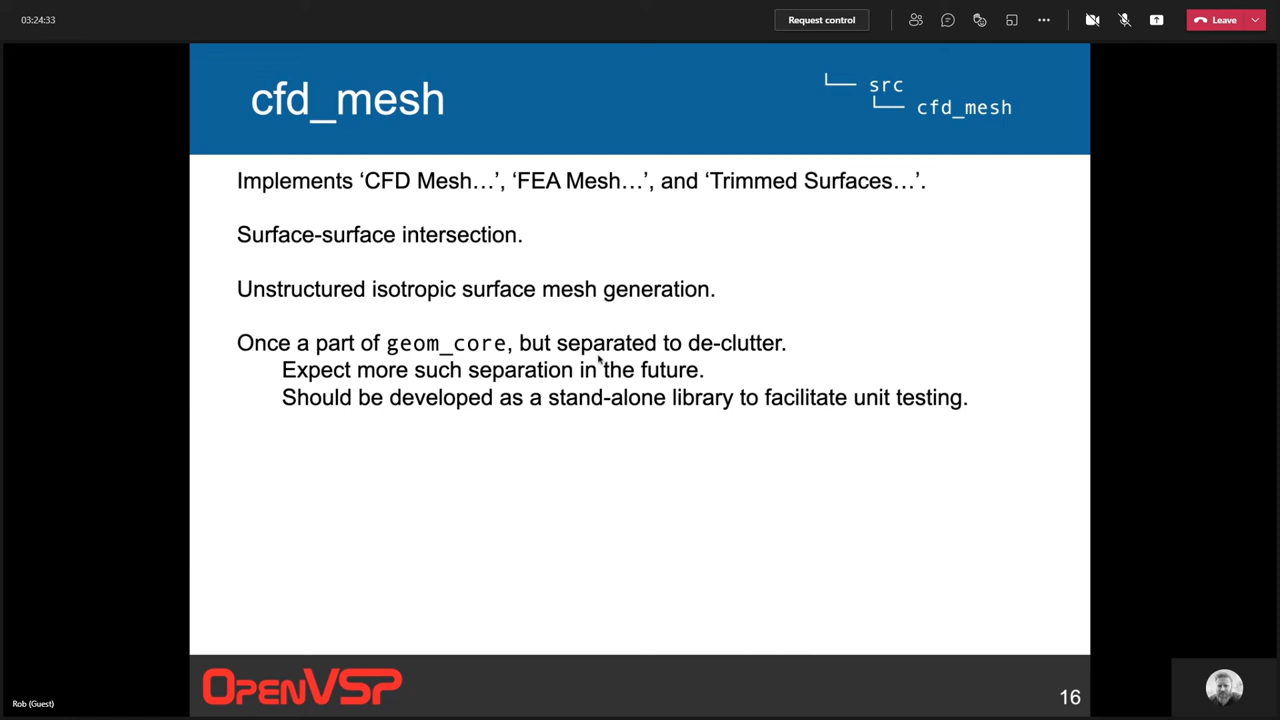 03:24:33
Request control
Leave
cfd_mesh
src
cfd_mesh
Implements ‘CFD Mesh…’, ‘FEA Mesh…’, and ‘Trimmed Surfaces…’.
Surface-surface intersection.
Unstructured isotropic surface mesh generation.
Once a part of geom_core, but separated to de-clutter.
Expect more such separation in the future.
Should be developed as a stand-alone library to facilitate unit testing.
OpenVSP
16
Rob (Guest)